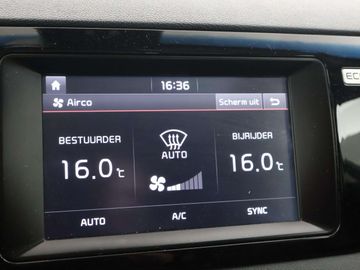 16:36
Airco Scherm uit
BESTUURDER BIJRIJDER
AUTO
16.0°c 16.0°c
AUTO A/C SYNC